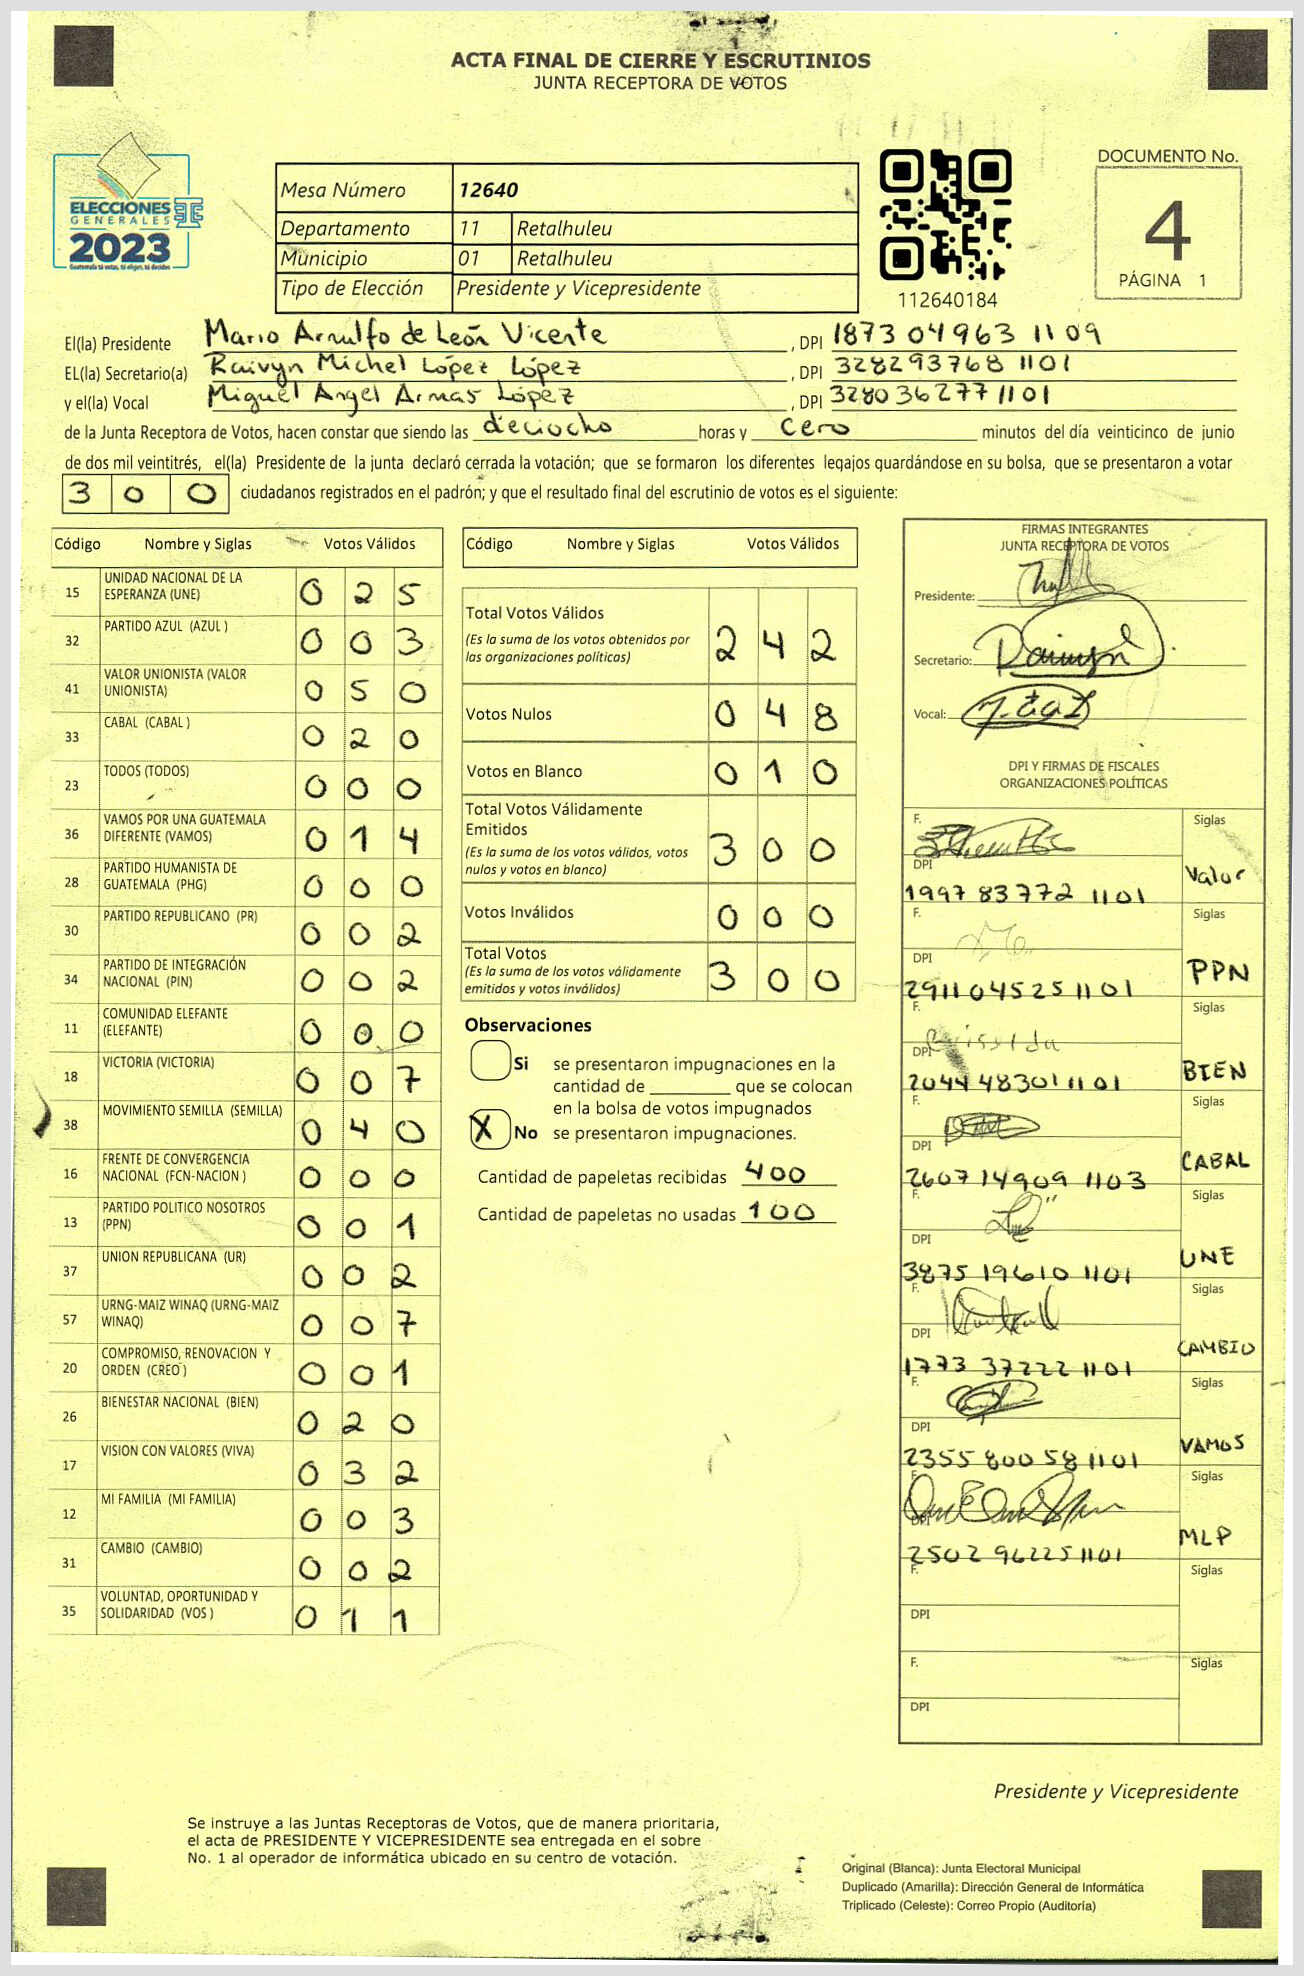 ACTA FINAL DE CIERRE Y ESCRUTINIOS
JUNTA RECEPTORA DE VOTOS
ELECCIONES
GENERALES
2023
Guatemala tú votas, tú eliges, tú decides
Mesa Número 12640
Departamento 11 Retalhuleu
Municipio 01 Retalhuleu
Tipo de Elección Presidente y Vicepresidente
112640184
DOCUMENTO No.
4
PÁGINA 1
El(la) Presidente Mario Arnulfo de León Vicente, DPI 1873 04963 1109
EL(la) Secretario(a) Raivyn Michel López López, DPI 328293768 1101
y el(la) Vocal Miguel Angel Armas López, DPI 3280362771101
de la Junta Receptora de Votos, hacen constar que siendo las dieciocho horas y cero minutos del día veinticinco de junio
de dos mil veintitrés, el(la) Presidente de la junta declaró cerrada la votación; que se formaron los diferentes legajos guardándose en su bolsa, que se presentaron a votar
3 0 0 ciudadanos registrados en el padrón; y que el resultado final del escrutinio de votos es el siguiente:
Código Nombre y Siglas Votos Válidos
15 UNIDAD NACIONAL DE LA ESPERANZA (UNE) 0 2 5
32 PARTIDO AZUL (AZUL ) 0 0 3
41 VALOR UNIONISTA (VALOR UNIONISTA) 0 5 0
33 CABAL (CABAL ) 0 2 0
23 TODOS (TODOS) 0 0 0
36 VAMOS POR UNA GUATEMALA DIFERENTE (VAMOS) 0 1 4
28 PARTIDO HUMANISTA DE GUATEMALA (PHG) 0 0 0
30 PARTIDO REPUBLICANO (PR) 0 0 2
34 PARTIDO DE INTEGRACIÓN NACIONAL (PIN) 0 0 2
11 COMUNIDAD ELEFANTE (ELEFANTE) 0 0 0
18 VICTORIA (VICTORIA) 0 0 7
38 MOVIMIENTO SEMILLA (SEMILLA) 0 4 0
16 FRENTE DE CONVERGENCIA NACIONAL (FCN-NACION ) 0 0 0
13 PARTIDO POLITICO NOSOTROS (PPN) 0 0 1
37 UNION REPUBLICANA (UR) 0 0 2
57 URNG-MAIZ WINAQ (URNG-MAIZ WINAQ) 0 0 7
20 COMPROMISO, RENOVACION Y ORDEN (CREO ) 0 0 1
26 BIENESTAR NACIONAL (BIEN) 0 2 0
17 VISION CON VALORES (VIVA) 0 3 2
12 MI FAMILIA (MI FAMILIA) 0 0 3
31 CAMBIO (CAMBIO) 0 0 2
35 VOLUNTAD, OPORTUNIDAD Y SOLIDARIDAD (VOS ) 0 1 1
Código Nombre y Siglas Votos Válidos
Total Votos Válidos 2 4 2
(Es la suma de los votos obtenidos por
las organizaciones políticas)
Votos Nulos 0 4 8
Votos en Blanco 0 1 0
Total Votos Válidamente
Emitidos 3 0 0
(Es la suma de los votos válidos, votos
nulos y votos en blanco)
Votos Inválidos 0 0 0
Total Votos 3 0 0
(Es la suma de los votos válidamente
emitidos y votos inválidos)
Observaciones
Si se presentaron impugnaciones en la
cantidad de ________ que se colocan
en la bolsa de votos impugnados
X No se presentaron impugnaciones.
Cantidad de papeletas recibidas 400
Cantidad de papeletas no usadas 100
FIRMAS INTEGRANTES
JUNTA RECEPTORA DE VOTOS
Presidente:
Secretario:
Vocal:
DPI Y FIRMAS DE FISCALES
ORGANIZACIONES POLÍTICAS
F. Siglas
DPI Valor
1997 83772 1101
F. Siglas
DPI PPN
2911045251101
F. Siglas
DPI BIEN
2044483011101
F. Siglas
DPI CABAL
2607 14909 1103
F. Siglas
DPI UNE
3875 19610 1101
F. Siglas
DPI CAMBIO
1773 37222 1101
F. Siglas
DPI VAMOS
2355 800 58 1101
F. Siglas
DPI MLP
2502 96225 1101
F. Siglas
DPI
F. Siglas
DPI
Presidente y Vicepresidente
Se instruye a las Juntas Receptoras de Votos, que de manera prioritaria,
el acta de PRESIDENTE Y VICEPRESIDENTE sea entregada en el sobre
No. 1 al operador de informática ubicado en su centro de votación.
Original (Blanca): Junta Electoral Municipal
Duplicado (Amarilla): Dirección General de Informática
Triplicado (Celeste): Correo Propio (Auditoría)